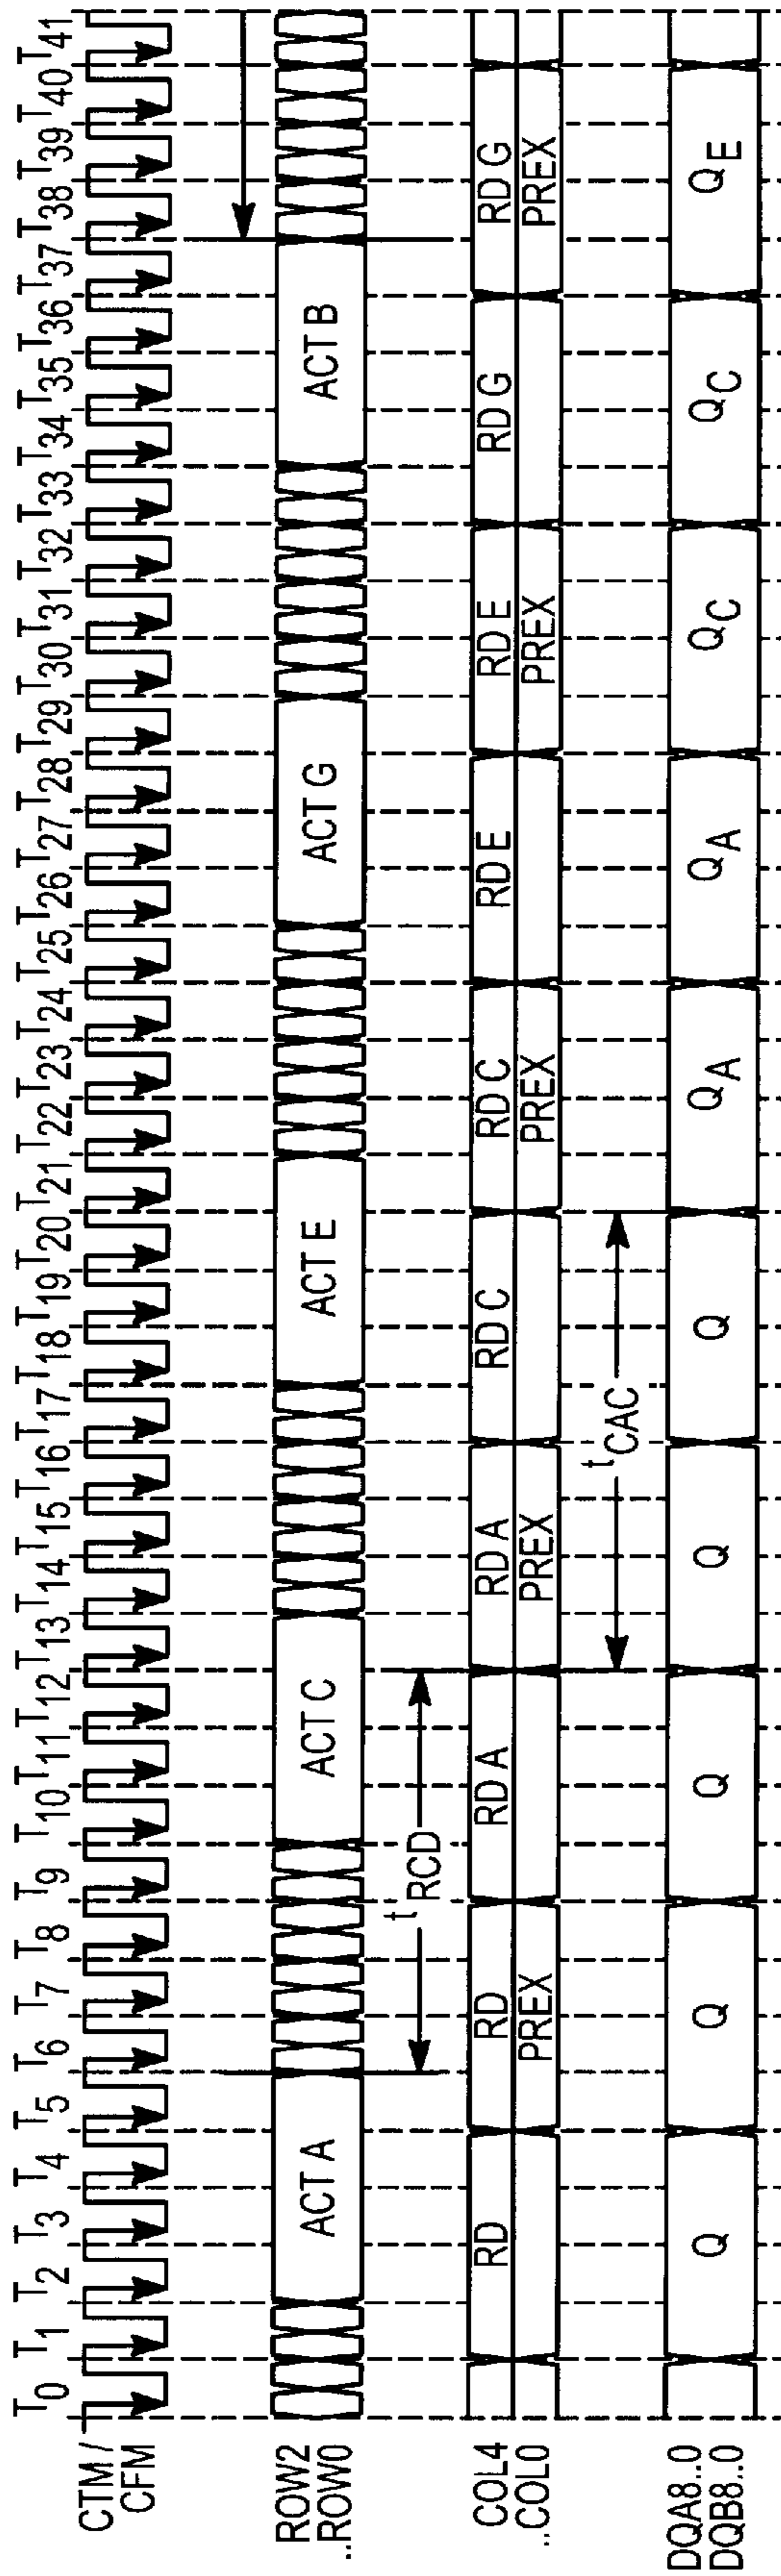 T0 T1 T2 T3 T4 T5 T6 T7 T8 T9 T10 T11 T12 T13 T14 T15 T16 T17 T18 T19 T20 T21 T22 T23 T24 T25 T26 T27 T28 T29 T30 T31 T32 T33 T34 T35 T36 T37 T38 T39 T40 T41
CTM /
CFM
ROW2
..ROW0
ACT A ACT C ACT E ACT G ACT B
tRCD
COL4
..COL0
RD RD RD A RD A RD C RD C RD E RD E RD G RD G
PREX PREX PREX PREX PREX
tCAC
DQA8..0
DQB8..0
Q Q Q Q Q QA QA QC QC QE